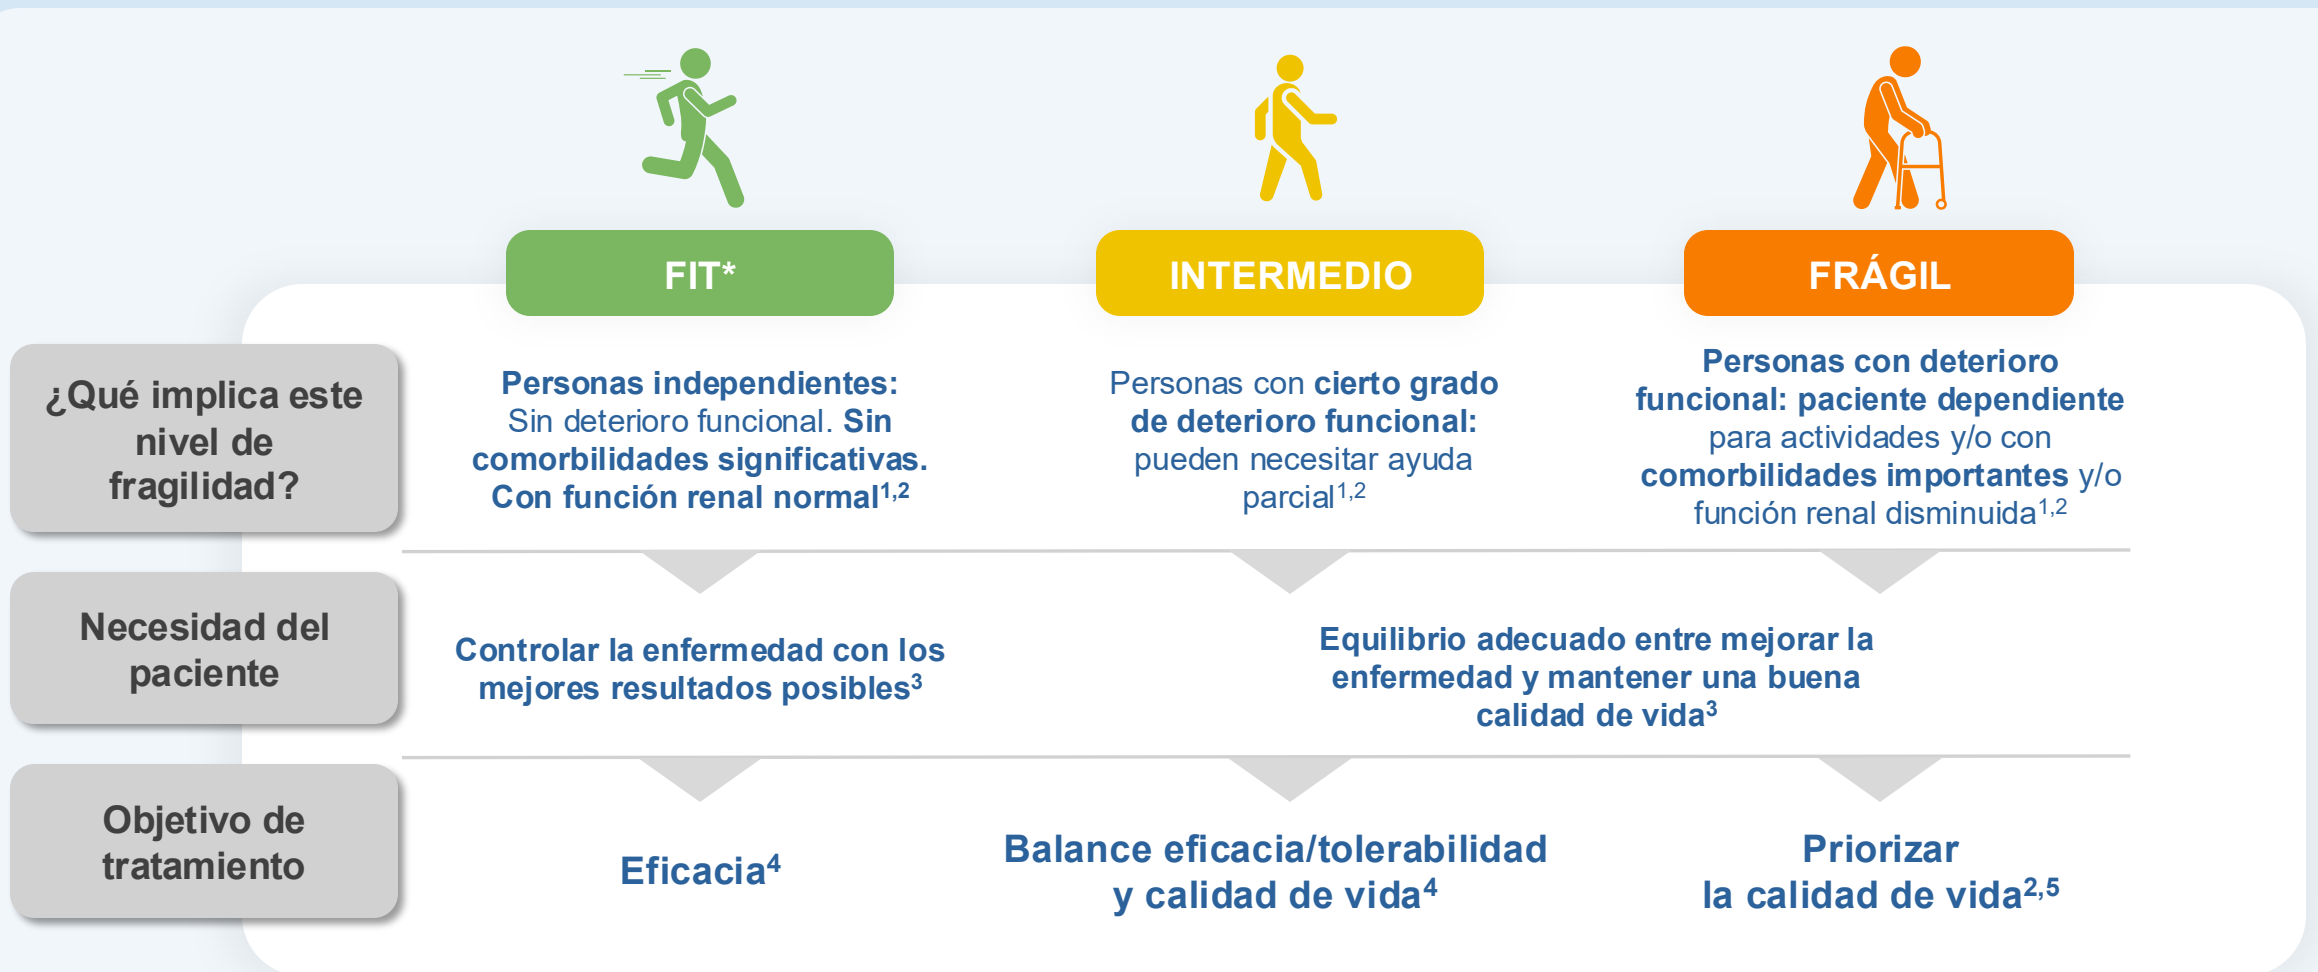 FIT*
INTERMEDIO
FRÁGIL
¿Qué implica este
nivel de
fragilidad?
Personas independientes:
Sin deterioro funcional. Sin
comorbilidades significativas.
Con función renal normal1,2
Personas con cierto grado
de deterioro funcional:
pueden necesitar ayuda
parcial1,2
Personas con deterioro
funcional: paciente dependiente
para actividades y/o con
comorbilidades importantes y/o
función renal disminuida1,2
Necesidad del
paciente
Controlar la enfermedad con los
mejores resultados posibles3
Equilibrio adecuado entre mejorar la
enfermedad y mantener una buena
calidad de vida3
Objetivo de
tratamiento
Eficacia4
Balance eficacia/tolerabilidad
y calidad de vida4
Priorizar
la calidad de vida2,5